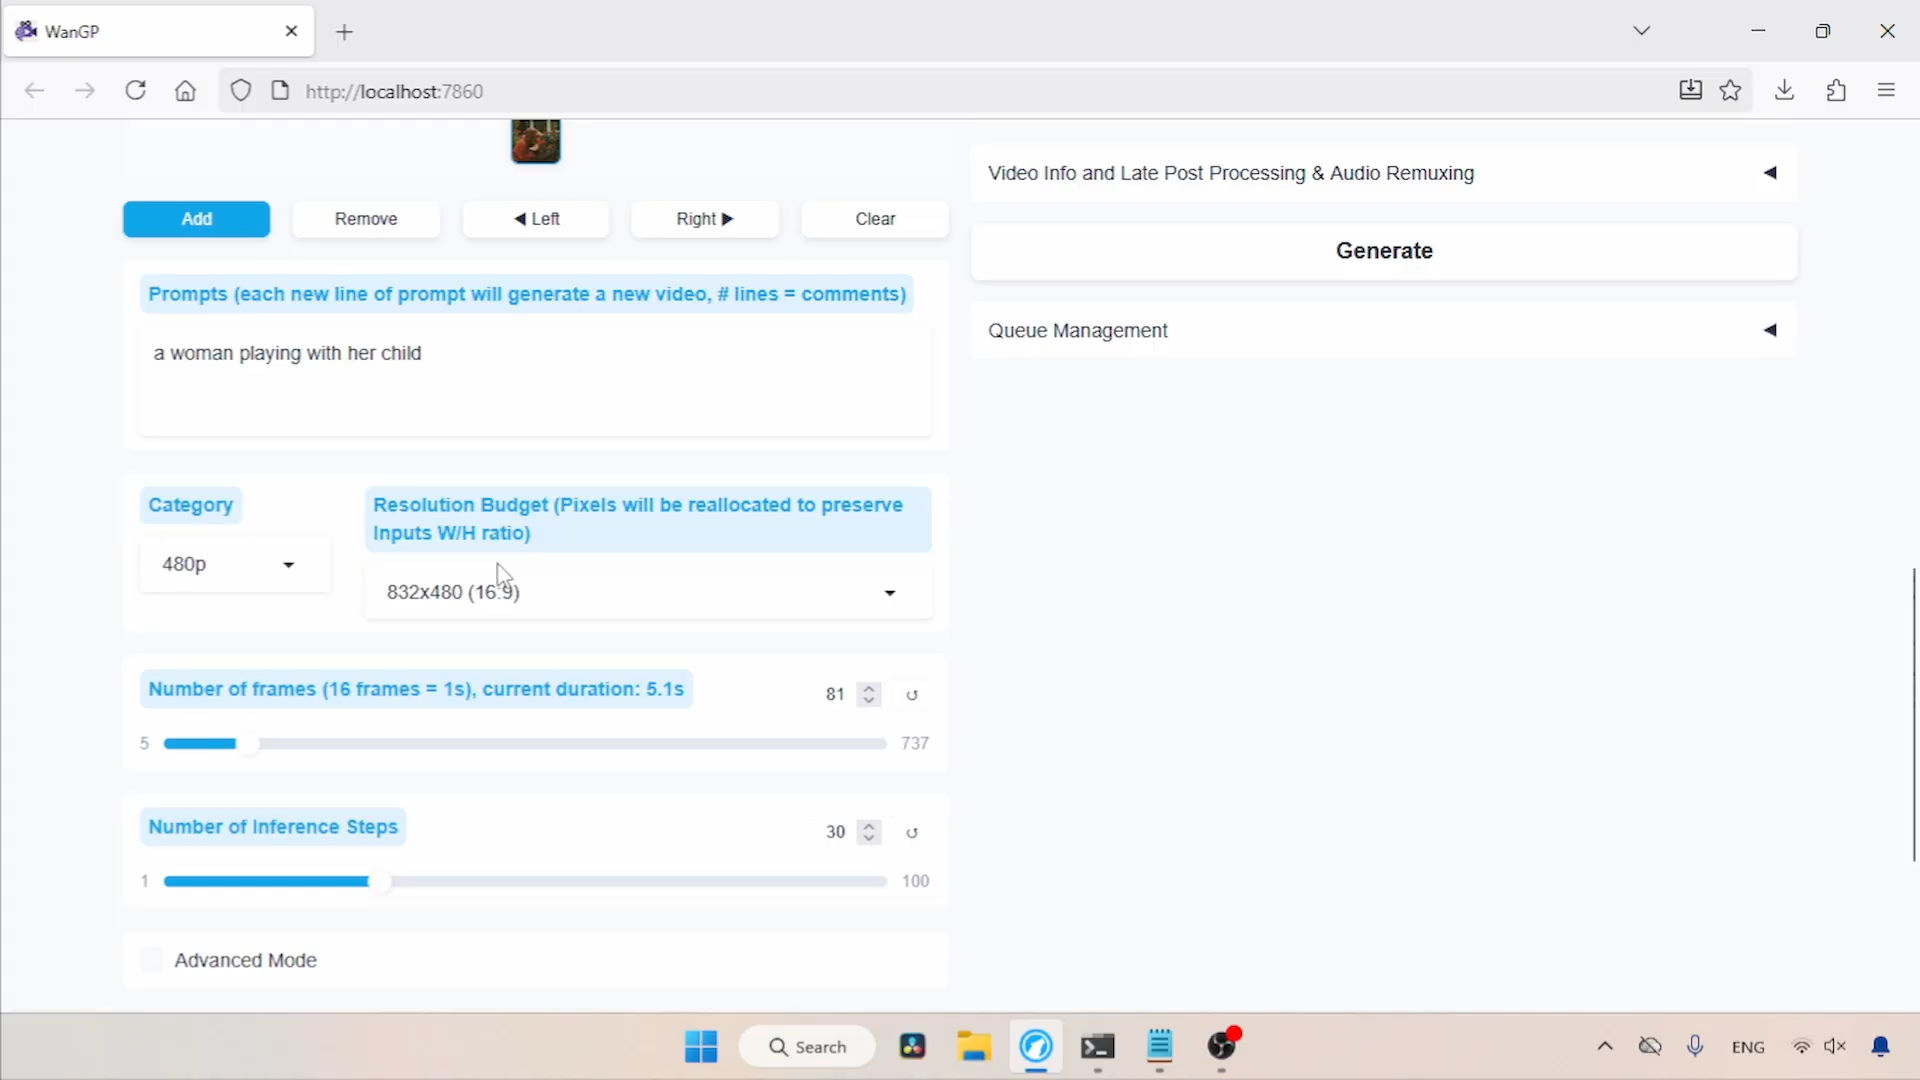 WanGP
http://localhost:7860
Video Info and Late Post Processing & Audio Remuxing
Add
Remove
Left
Right
Clear
Generate
Prompts (each new line of prompt will generate a new video, # lines = comments)
Queue Management
a woman playing with her child
Category
Resolution Budget (Pixels will be reallocated to preserve
Inputs W/H ratio)
480p
832x480 (16:9)
Number of frames (16 frames = 1s), current duration: 5.1s
81
5
737
Number of Inference Steps
30
1
100
Advanced Mode
Search
ENG